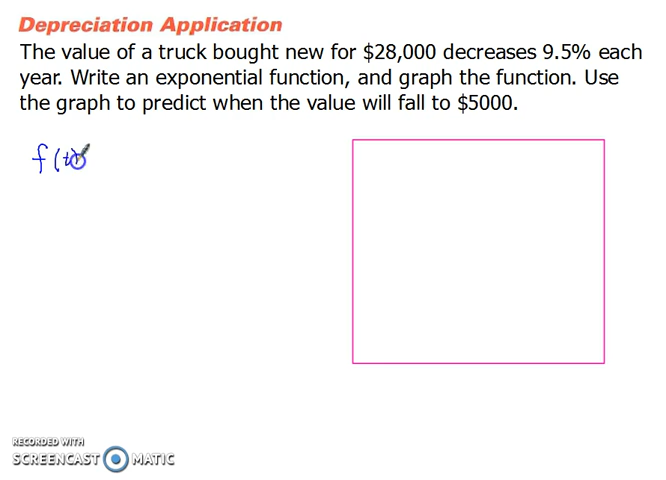 Depreciation Application
The value of a truck bought new for $28,000 decreases 9.5% each
year. Write an exponential function, and graph the function. Use
the graph to predict when the value will fall to $5000.
f(t)
RECORDED WITH
SCREENCAST MATIC